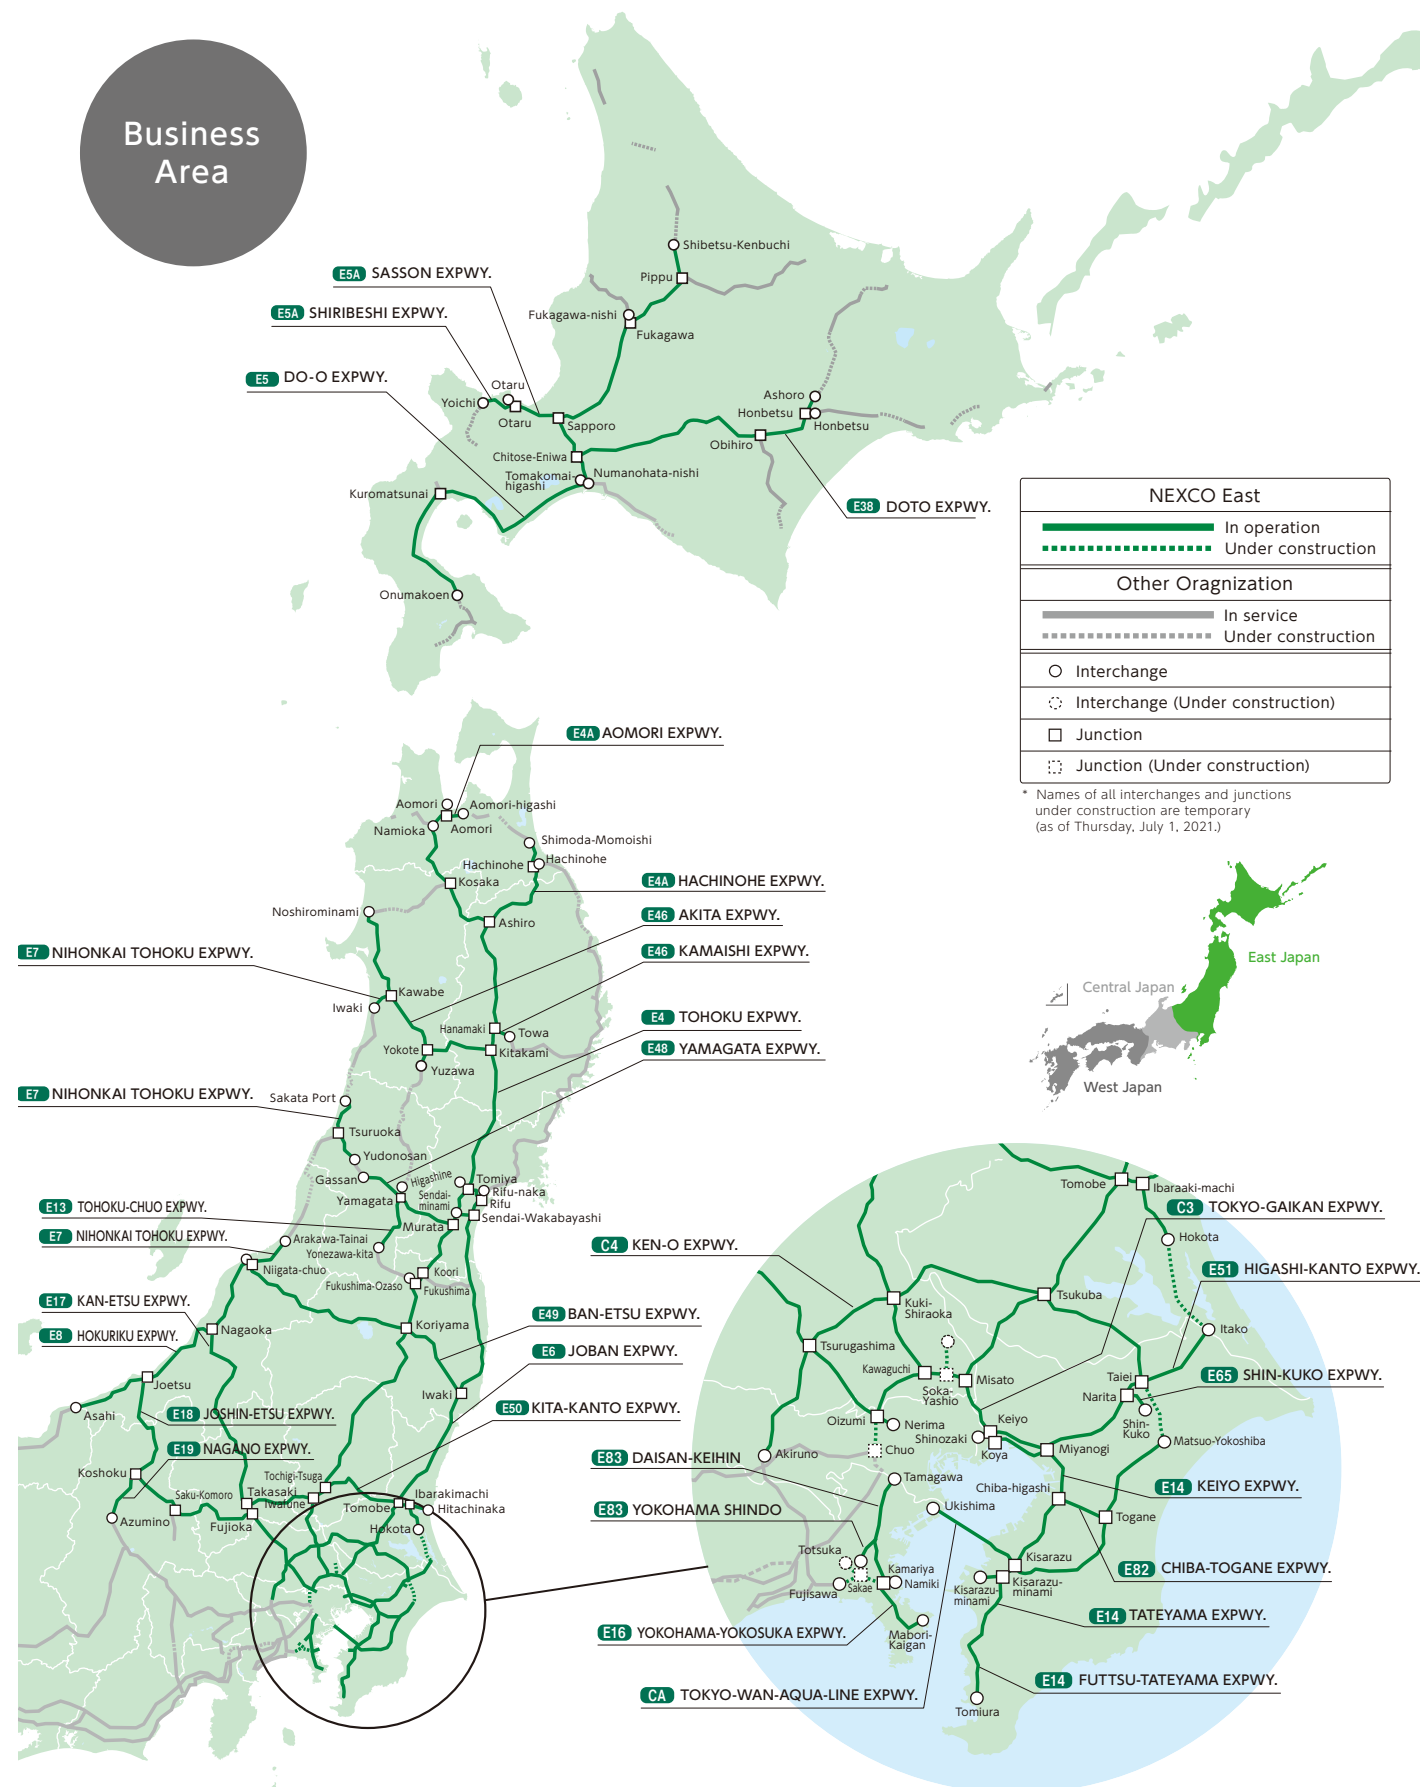 Business
Area
Shibetsu-Kenbuchi
E5A SASSON EXPWY.
Pippu
E5A SHIRIBESHI EXPWY.
Fukagawa-nishi
Fukagawa
E5 DO-O EXPWY.
Otaru
Yoichi
Otaru
Sapporo
Ashoro
Honbetsu
Honbetsu
Obihiro
Chitose-Eniwa
Tomakomai-
higashi
Numanohata-nishi
Kuromatsunai
E38 DOTO EXPWY.
Onumakoen
NEXCO East
In operation
Under construction
Other Oragnization
In service
Under construction
Interchange
Interchange (Under construction)
Junction
Junction (Under construction)
* Names of all interchanges and junctions
under construction are temporary
(as of Thursday, July 1, 2021.)
East Japan
Central Japan
West Japan
E4A AOMORI EXPWY.
Aomori
Aomori-higashi
Namioka
Aomori
Shimoda-Momoishi
Hachinohe
Hachinohe
Kosaka
E4A HACHINOHE EXPWY.
Noshirominami
Ashiro
E46 AKITA EXPWY.
E7 NIHONKAI TOHOKU EXPWY.
E46 KAMAISHI EXPWY.
Kawabe
Iwaki
Hanamaki
Towa
E4 TOHOKU EXPWY.
Yokote
Kitakami
E48 YAMAGATA EXPWY.
Yuzawa
E7 NIHONKAI TOHOKU EXPWY.
Sakata Port
Tsuruoka
Yudonosan
Gassan
Higashine
Tomiya
Rifu-naka
Rifu
Yamagata
Sendai-
minami
Sendai-Wakabayashi
E13 TOHOKU-CHUO EXPWY.
Murata
E7 NIHONKAI TOHOKU EXPWY.
Arakawa-Tainai
Yonezawa-kita
Niigata-chuo
Koori
Fukushima-Ozaso
Fukushima
E17 KAN-ETSU EXPWY.
E49 BAN-ETSU EXPWY.
Nagaoka
Koriyama
E8 HOKURIKU EXPWY.
E6 JOBAN EXPWY.
Joetsu
Iwaki
Asahi
E18 JOSHIN-ETSU EXPWY.
E50 KITA-KANTO EXPWY.
E19 NAGANO EXPWY.
Koshoku
Tochigi-Tsuga
Saku-Komoro
Takasaki
Iwafune
Ibarakimachi
Tomobe
Hitachinaka
Azumino
Fujioka
Hokota
Tomobe
Ibaraaki-machi
C3 TOKYO-GAIKAN EXPWY.
C4 KEN-O EXPWY.
Hokota
E51 HIGASHI-KANTO EXPWY.
Kuki-
Shiraoka
Tsukuba
Itako
Tsurugashima
Kawaguchi
Soka-
Yashio
Misato
Taiei
E65 SHIN-KUKO EXPWY.
Narita
Oizumi
Nerima
Keiyo
Shinozaki
Koya
Shin-
Kuko
Matsuo-Yokoshiba
Chuo
Miyanogi
E83 DAISAN-KEIHIN
Akiruno
Tamagawa
Chiba-higashi
E14 KEIYO EXPWY.
E83 YOKOHAMA SHINDO
Ukishima
Togane
Totsuka
Kamariya
Kisarazu
E82 CHIBA-TOGANE EXPWY.
Fujisawa
Sakae
Namiki
Kisarazu-
minami
Kisarazu-
minami
E14 TATEYAMA EXPWY.
E16 YOKOHAMA-YOKOSUKA EXPWY.
Mabori-
Kaigan
CA TOKYO-WAN-AQUA-LINE EXPWY.
E14 FUTTSU-TATEYAMA EXPWY.
Tomiura